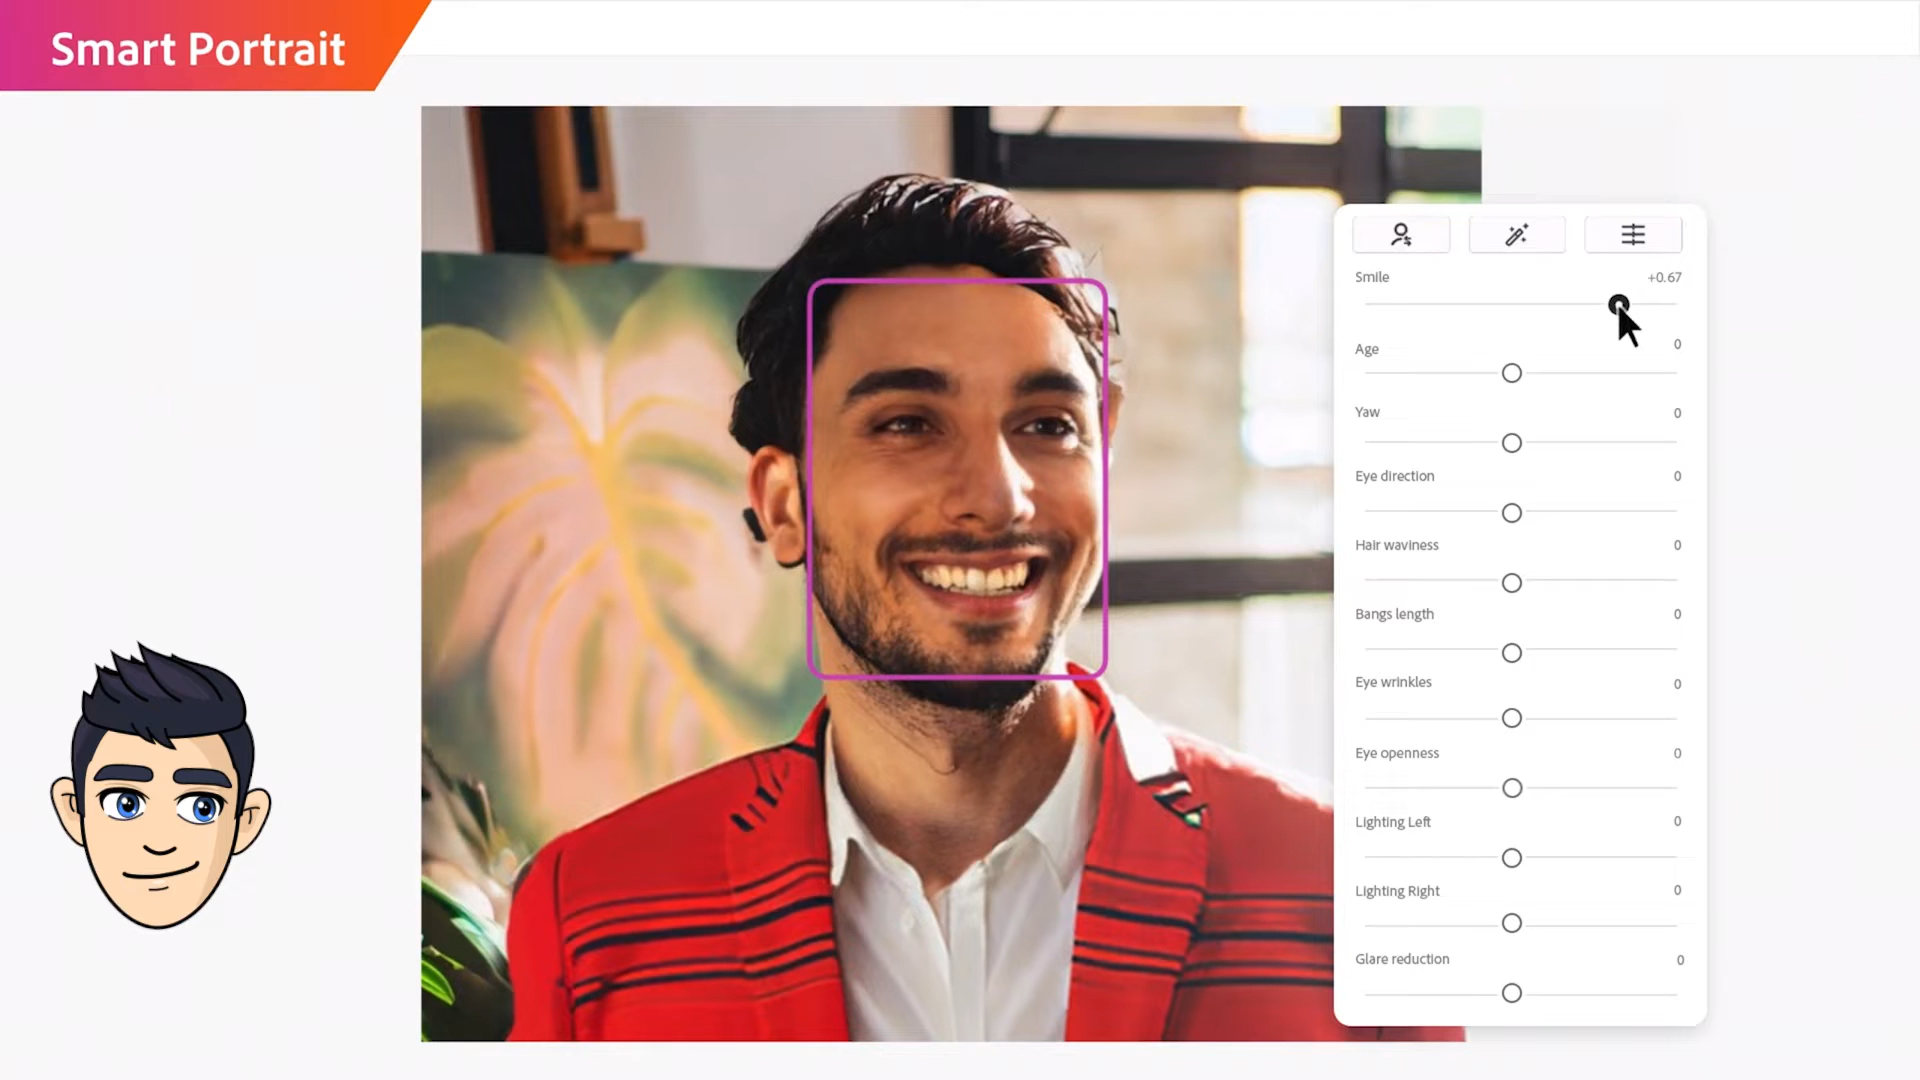 Smart Portrait
Smile +0.67
Age 0
Yaw 0
Eye direction 0
Hair waviness 0
Bangs length 0
Eye wrinkles 0
Eye openness 0
Lighting Left 0
Lighting Right 0
Glare reduction 0